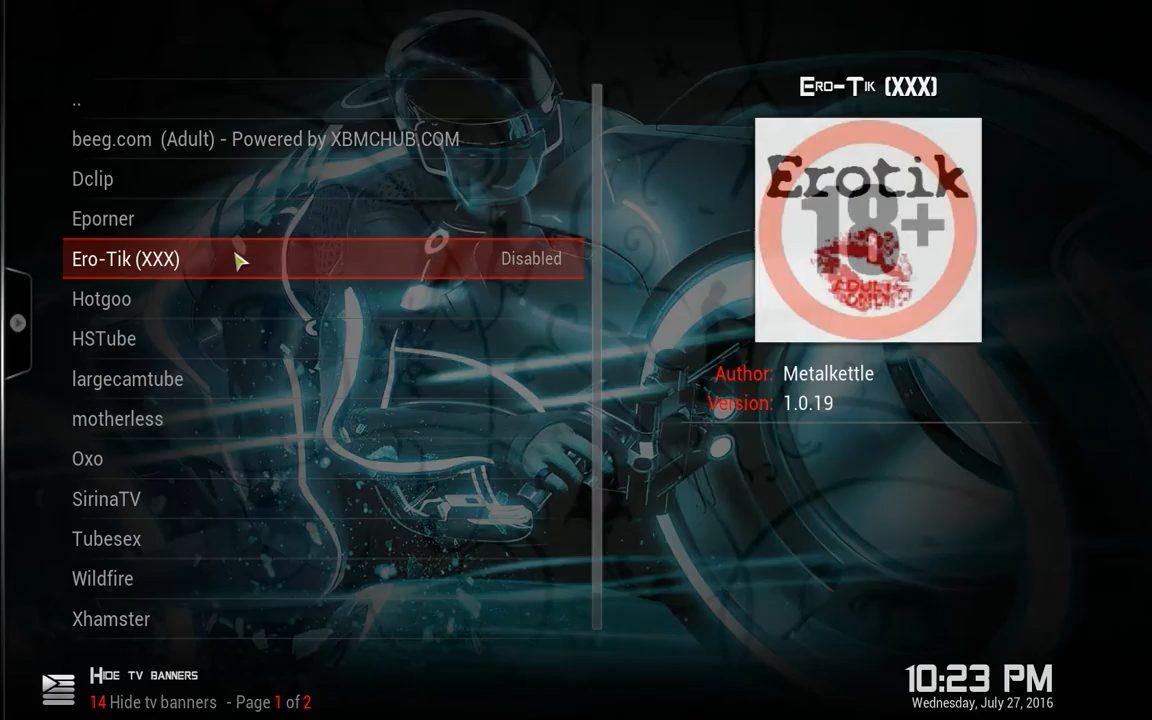 ..
beeg.com (Adult) - Powered by XBMCHUB.COM
Dclip
Eporner
Ero-Tik (XXX) Disabled
Hotgoo
HSTube
largecamtube
motherless
Oxo
SirinaTV
Tubesex
Wildfire
Xhamster
Ero-Tik (XXX)
Erotik
18+
ADULTS
ONLY
Author: Metalkettle
Version: 1.0.19
Hide tv banners
14 Hide tv banners - Page 1 of 2
10:23 PM
Wednesday, July 27, 2016